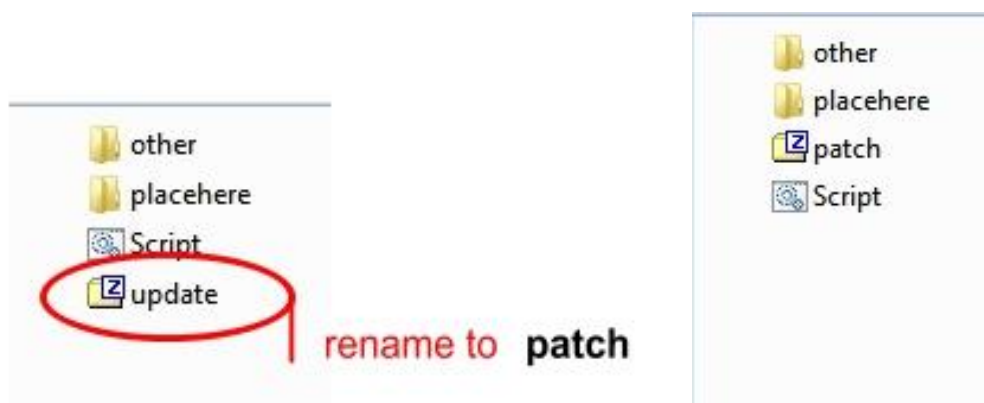 other
placehere
Script
update
rename to patch
other
placehere
patch
Script